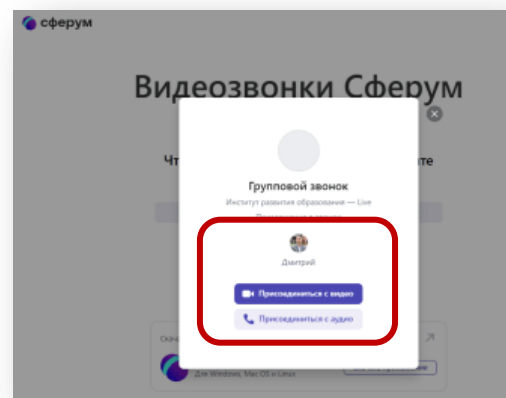 сферум
Видеозвонки Сферум
Чт
те
Групповой звонок
Институт развития образования — Live
Дмитрий
Присоединиться с видео
Присоединиться с аудио
Скач
Для Windows, Mac OS и Linux